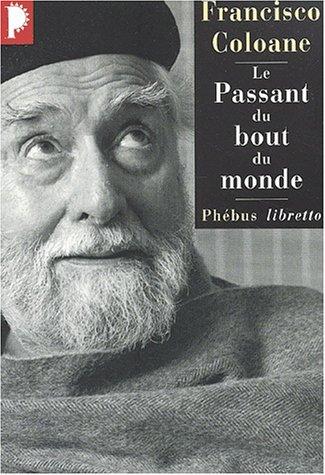 P
Francisco
Coloane
Le
Passant
du
bout
du
monde
Phébus libretto